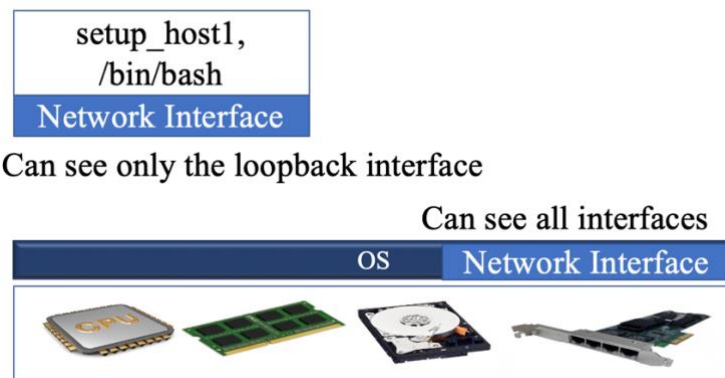 setup_host1,
/bin/bash
Network Interface
Can see only the loopback interface
Can see all interfaces
OS
Network Interface
CPU